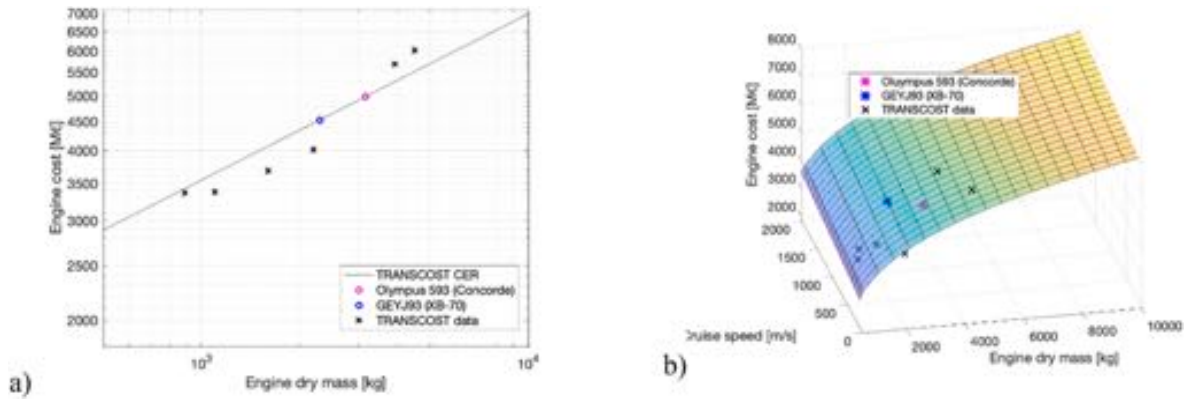 7000
6000
5500
5000
4500
4000
3500
3000
2500
2000
Engine cost [M€]
10³
10⁴
Engine dry mass [kg]
TRANSCOST CER
Olympus 593 (Concorde)
GEYJ93 (XB-70)
TRANSCOST data
a)
8000
7000
6000
5000
4000
3000
2000
Engine cost [M€]
Oluympus 593 (Concorde)
GEYJ93 (XB-70)
TRANSCOST data
2000
1500
1000
500
0
Cruise speed [m/s]
2000
4000
6000
8000
10000
Engine dry mass [kg]
b)